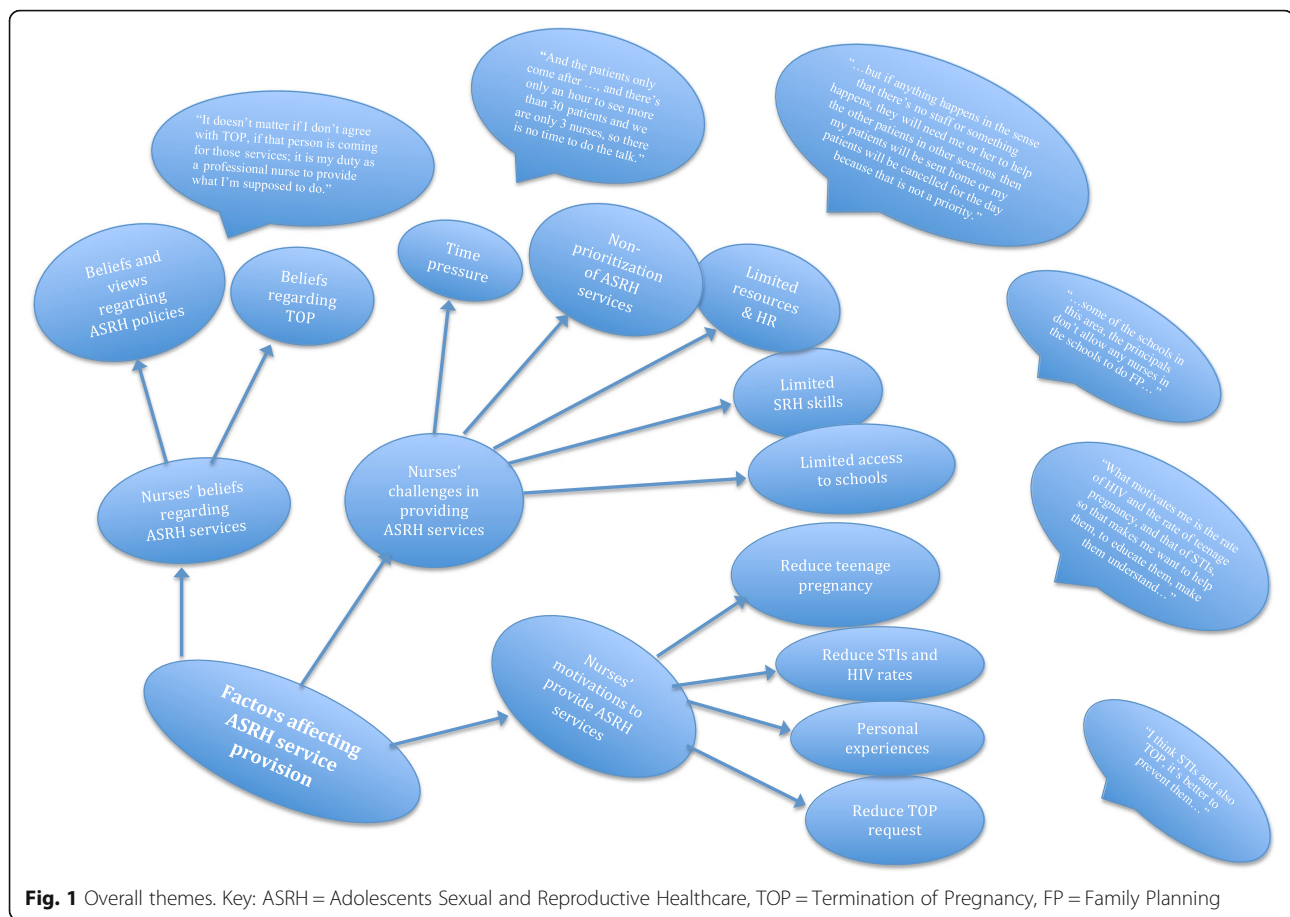 “And the patients only
come after …, and there’s
only an hour to see more
than 30 patients and we
are only 3 nurses, so there
is no time to do the talk.”
“…but if anything happens in the sense
that there’s no staff or something
happens, they will need me or her to help
the other patients in other sections then
my patients will be sent home or my
patients will be cancelled for the day
because that is not a priority.”
“It doesn’t matter if I don’t agree
with TOP, if that person is coming
for those services; it is my duty as
a professional nurse to provide
what I’m supposed to do.”
Beliefs and
views
regarding
ASRH policies
Beliefs
regarding
TOP
Time
pressure
Non-
prioritization
of ASRH
services
Limited
resources
& HR
“…some of the schools in
this area, the principals
don’t allow any nurses in
the schools to do FP…”
Limited
SRH skills
Limited access
to schools
Nurses’ beliefs
regarding
ASRH services
Nurses’
challenges in
providing
ASRH services
“What motivates me is the rate
of HIV and the rate of teenage
pregnancy, and that of STIs,
so that makes me want to help
them, to educate them, make
them understand…”
Reduce teenage
pregnancy
Reduce STIs and
HIV rates
Personal
experiences
Reduce TOP
request
Nurses’
motivations to
provide ASRH
services
Factors affecting
ASRH service
provision
“I think STIs and also
TOP, it’s better to
prevent them…”
Fig. 1 Overall themes. Key: ASRH = Adolescents Sexual and Reproductive Healthcare, TOP = Termination of Pregnancy, FP = Family Planning